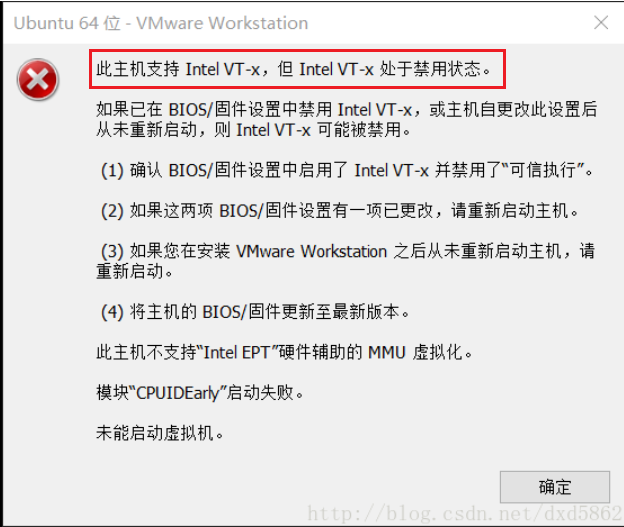 Ubuntu 64 位 - VMware Workstation
此主机支持 Intel VT-x，但 Intel VT-x 处于禁用状态。
如果已在 BIOS/固件设置中禁用 Intel VT-x，或主机自更改此设置后
从未重新启动，则 Intel VT-x 可能被禁用。
(1) 确认 BIOS/固件设置中启用了 Intel VT-x 并禁用了“可信执行”。
(2) 如果这两项 BIOS/固件设置有一项已更改，请重新启动主机。
(3) 如果您在安装 VMware Workstation 之后从未重新启动主机，请
重新启动。
(4) 将主机的 BIOS/固件更新至最新版本。
此主机不支持“Intel EPT”硬件辅助的 MMU 虚拟化。
模块“CPUIDEarly”启动失败。
未能启动虚拟机。
确定
http://blog.csdn.net/dxd5862